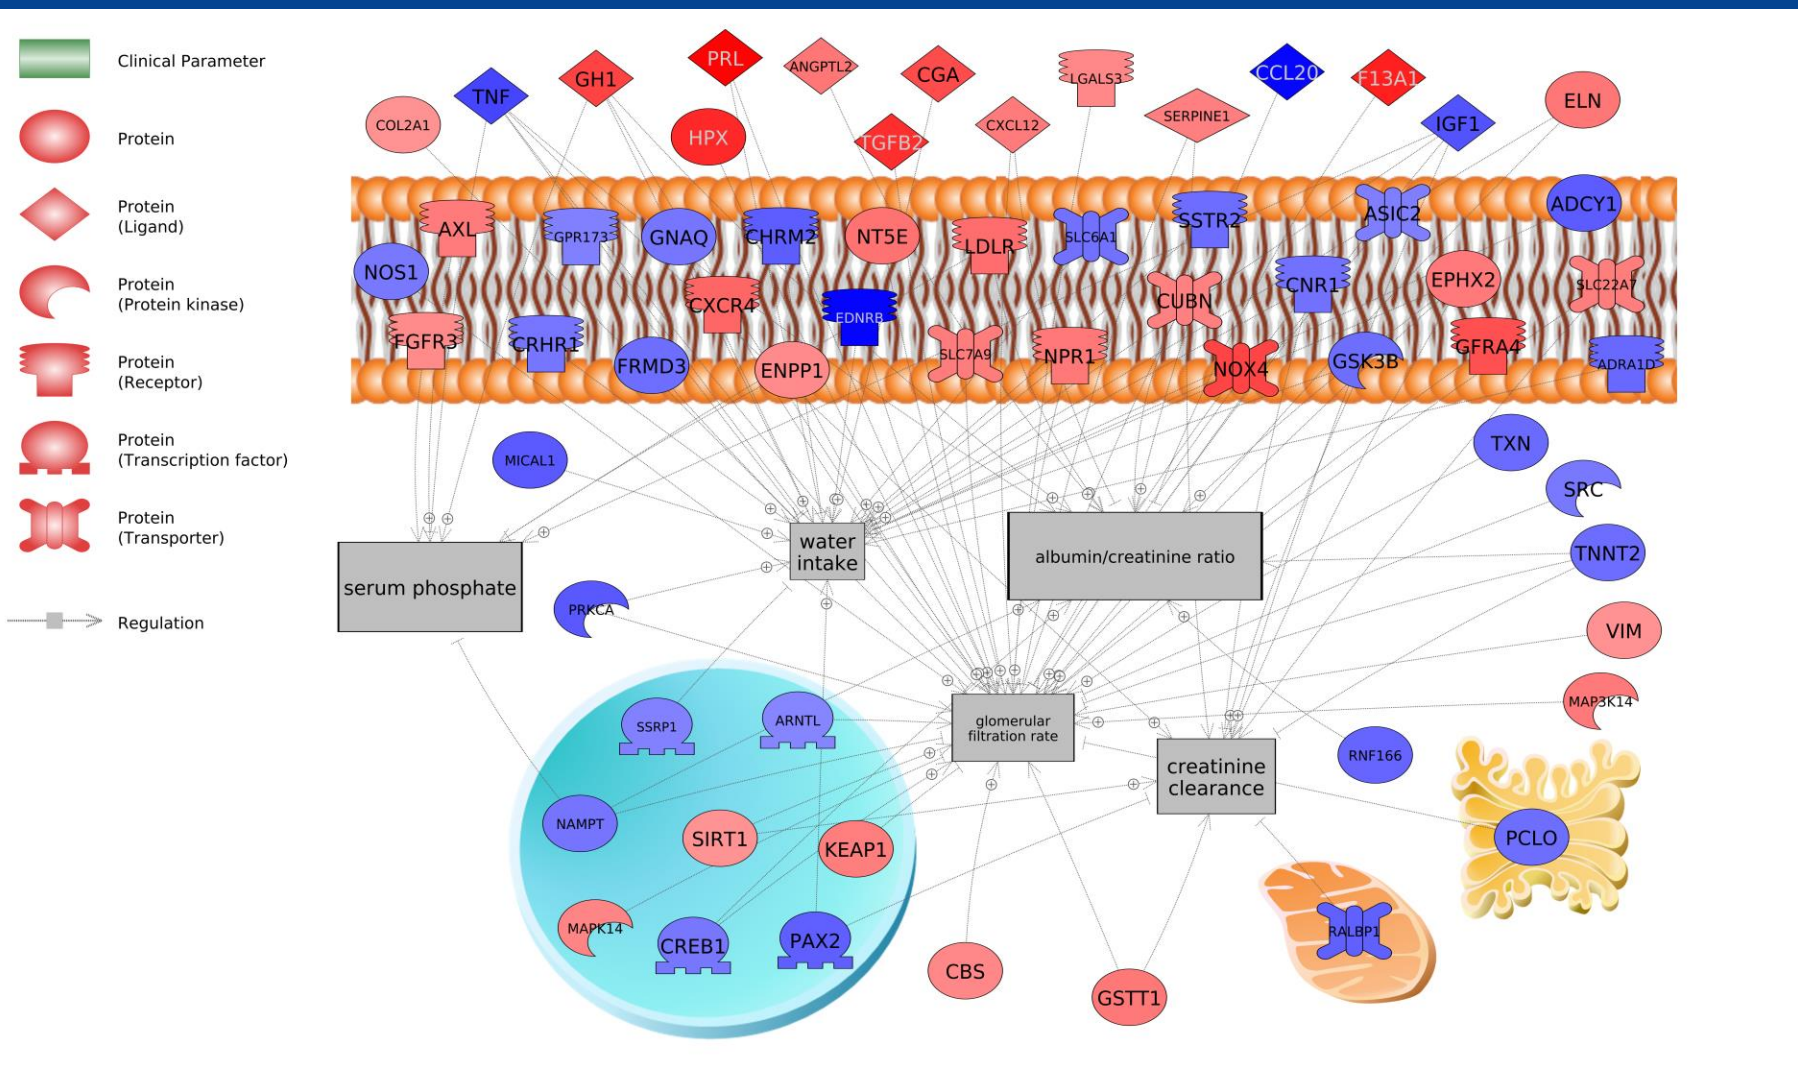 Clinical Parameter
Protein
Protein
(Ligand)
Protein
(Protein kinase)
Protein
(Receptor)
Protein
(Transcription factor)
Protein
(Transporter)
Regulation
COL2A1
TNF
GH1
PRL
HPX
ANGPTL2
TGFB2
CGA
CXCL12
LGALS3
SERPINE1
CCL20
F13A1
IGF1
ELN
NOS1
AXL
GPR173
GNAQ
CHRM2
NT5E
LDLR
SLC6A1
SSTR2
ASIC2
ADCY1
CXCR4
EDNRB
CUBN
CNR1
EPHX2
SLC22A7
FGFR3
CRHR1
FRMD3
ENPP1
SLC7A9
NPR1
NOX4
GSK3B
GFRA4
ADRA1D
MICAL1
TXN
SRC
TNNT2
VIM
MAP3K14
RNF166
PRKCA
serum phosphate
water
intake
albumin/creatinine ratio
glomerular
filtration rate
creatinine
clearance
SSRP1
ARNTL
NAMPT
SIRT1
KEAP1
MAPK14
CREB1
PAX2
CBS
GSTT1
RALBP1
PCLO